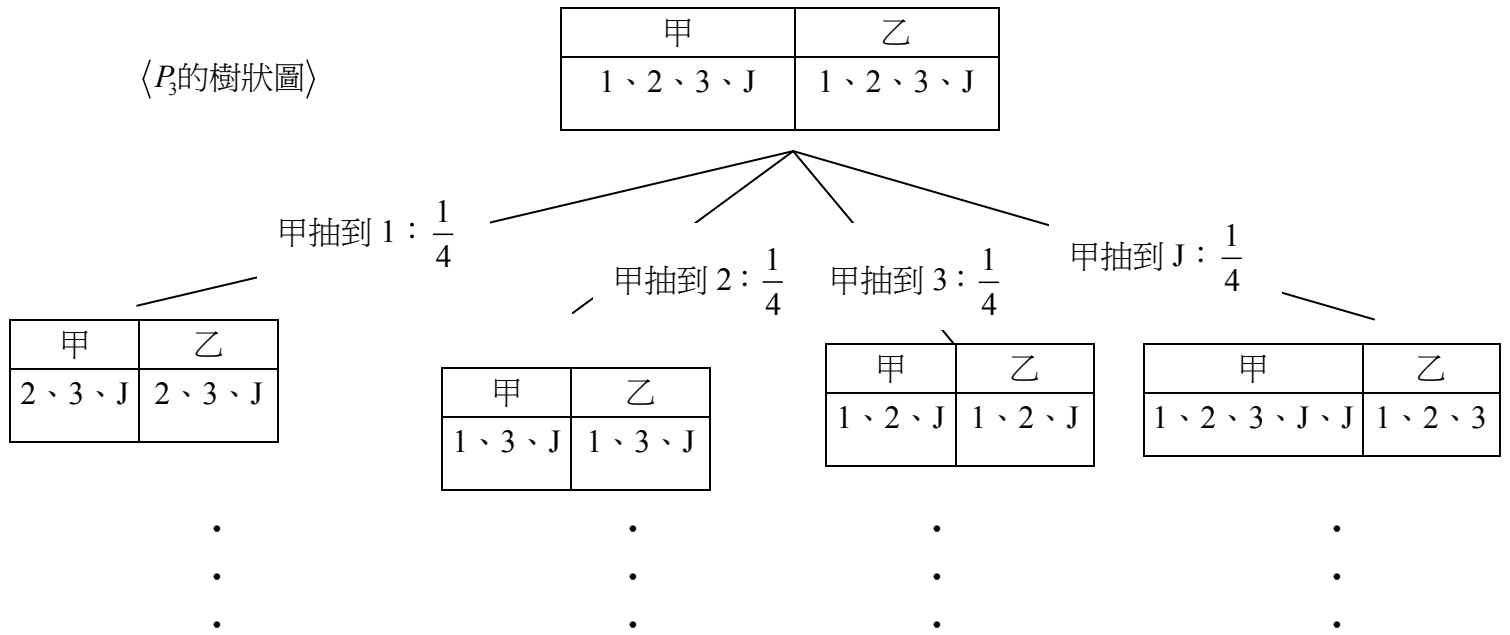 〈P₃的樹狀圖〉
甲 乙
1、2、3、J 1、2、3、J
甲抽到 1：1/4
甲抽到 2：1/4
甲抽到 3：1/4
甲抽到 J：1/4
甲 乙
2、3、J 2、3、J
甲 乙
1、3、J 1、3、J
甲 乙
1、2、J 1、2、J
甲 乙
1、2、3、J、J 1、2、3